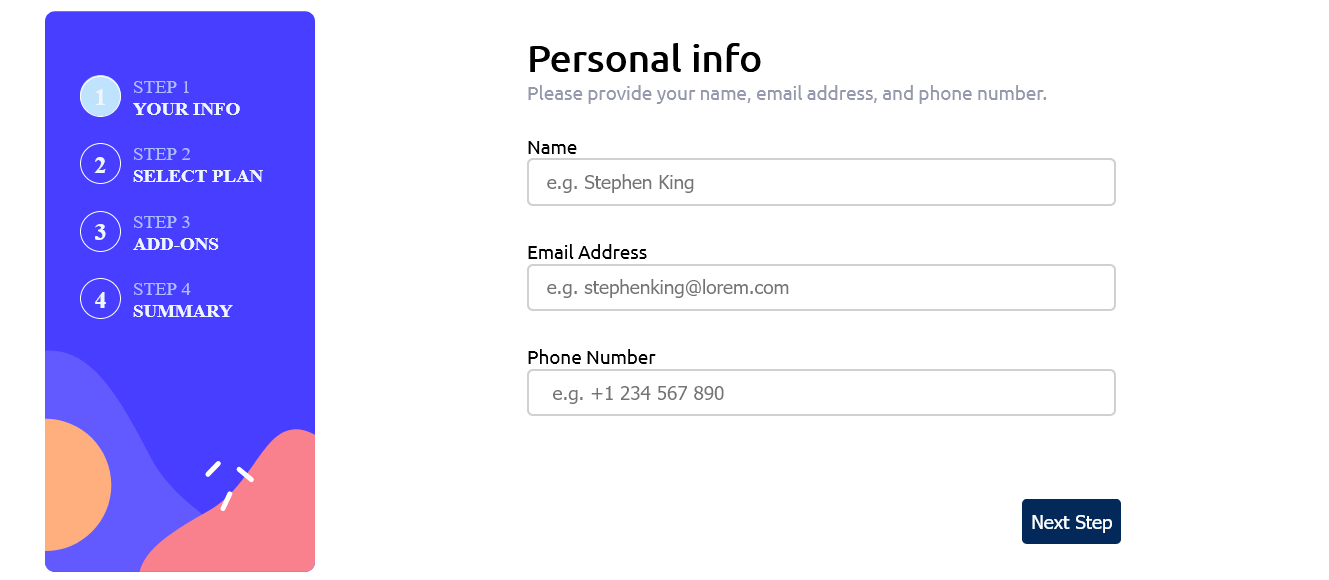 1
STEP 1
YOUR INFO
2
STEP 2
SELECT PLAN
3
STEP 3
ADD-ONS
4
STEP 4
SUMMARY
Personal info
Please provide your name, email address, and phone number.
Name
e.g. Stephen King
Email Address
e.g. stephenking@lorem.com
Phone Number
e.g. +1 234 567 890
Next Step